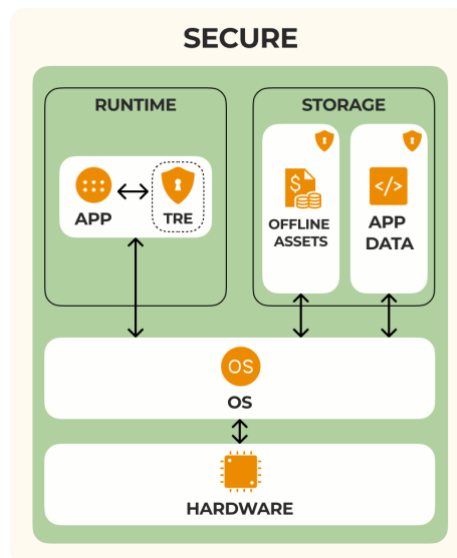 SECURE
RUNTIME
APP
TRE
STORAGE
$
OFFLINE
ASSETS
</>
APP
DATA
OS
OS
HARDWARE